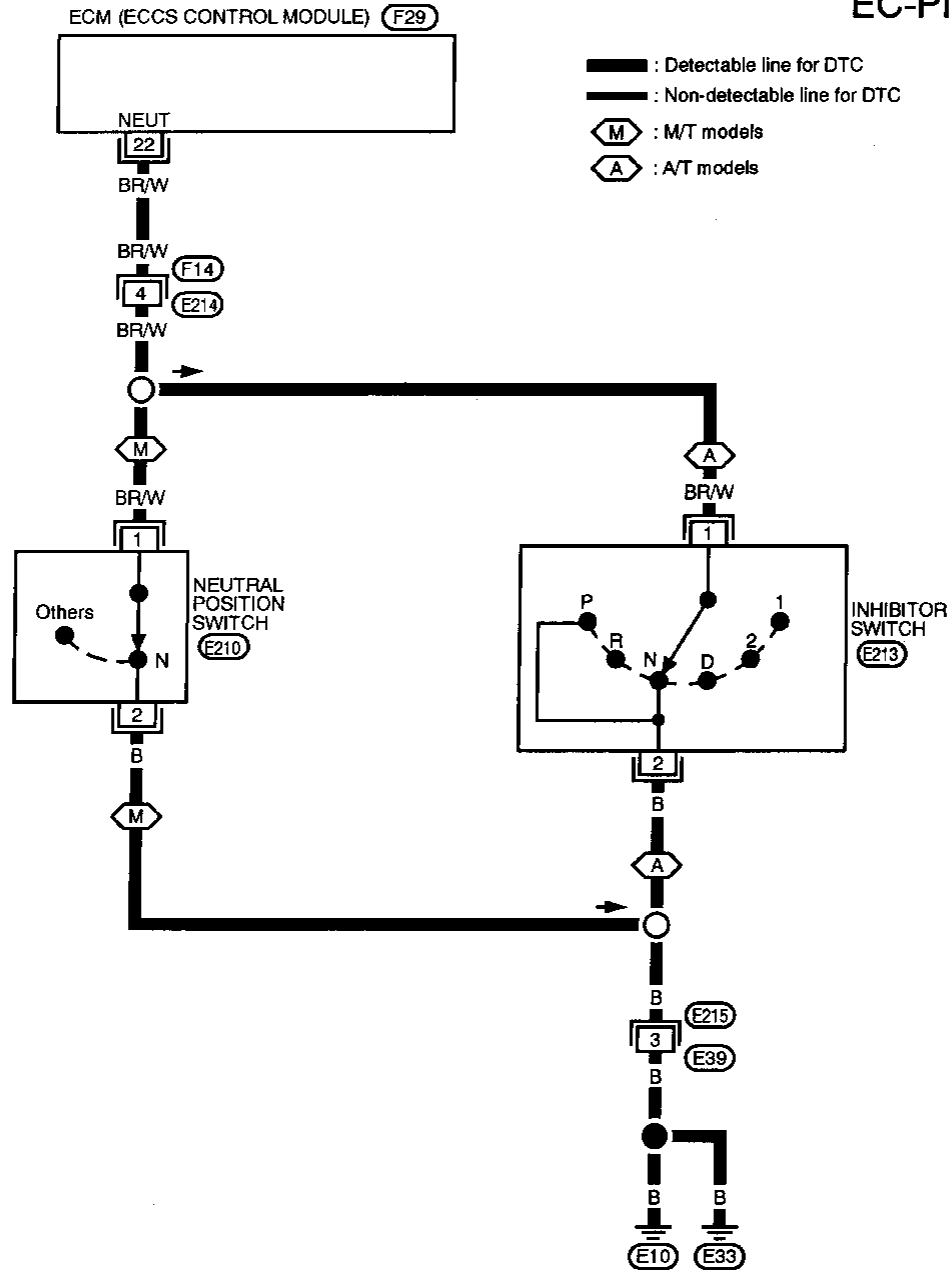 EC-PI
ECM (ECCS CONTROL MODULE) F29
: Detectable line for DTC
: Non-detectable line for DTC
M : M/T models
A : A/T models
NEUT
22
BR/W
BR/W
F14
4
E214
BR/W
M
A
BR/W
BR/W
1
1
Others
N
NEUTRAL
POSITION
SWITCH
E210
P
R
N
D
2
1
INHIBITOR
SWITCH
E213
2
2
B
B
M
A
B
E215
3
E39
B
B
B
E10
E33